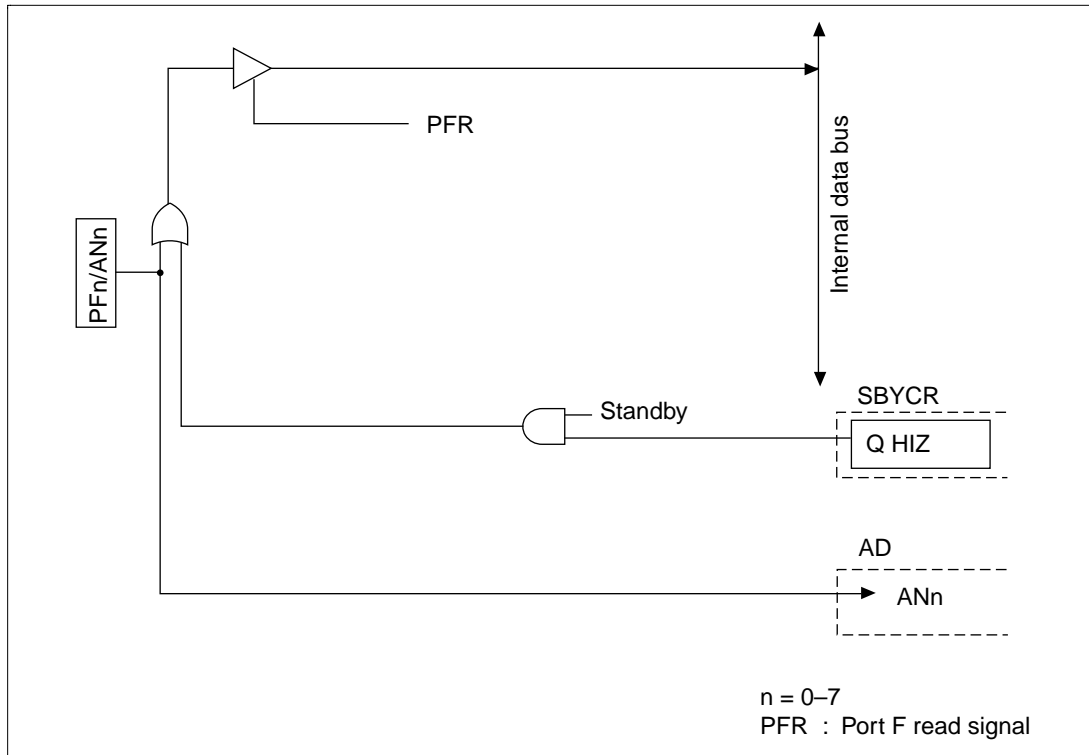 PFR
PFn/ANn
Internal data bus
Standby
SBYCR
Q HIZ
AD
ANn
n = 0–7
PFR : Port F read signal